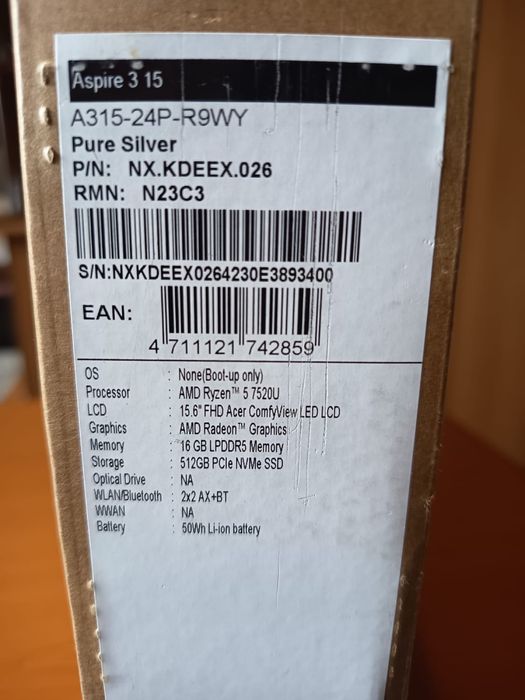 Aspire 3 15
A315-24P-R9WY
Pure Silver
P/N: NX.KDEEX.026
RMN: N23C3
S/N:NXKDEEX0264230E3893400
EAN:
4 711121 742859
OS : None(Boot-up only)
Processor : AMD Ryzen™ 5 7520U
LCD : 15.6" FHD Acer ComfyView LED LCD
Graphics : AMD Radeon™ Graphics
Memory : 16 GB LPDDR5 Memory
Storage : 512GB PCIe NVMe SSD
Optical Drive : NA
WLAN/Bluetooth : 2x2 AX+BT
WWAN : NA
Battery : 50Wh Li-ion battery